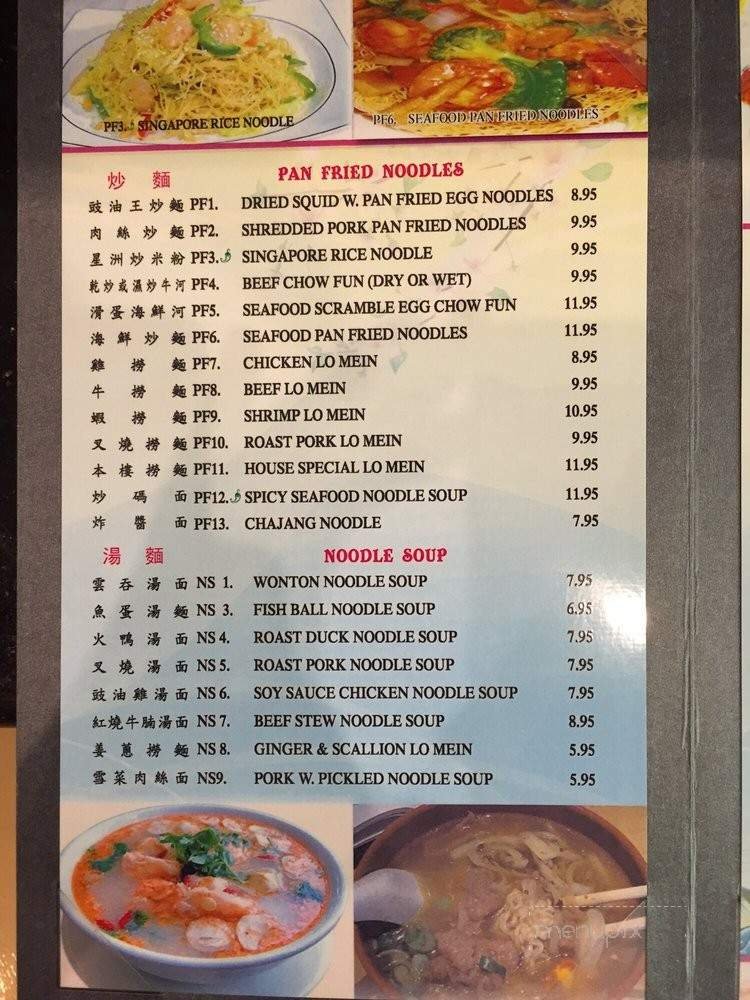 PF3. SINGAPORE RICE NOODLE
PF6. SEAFOOD PAN FRIED NOODLES
炒 麵 PAN FRIED NOODLES
豉油王炒麵 PF1. DRIED SQUID W. PAN FRIED EGG NOODLES 8.95
肉絲炒麵 PF2. SHREDDED PORK PAN FRIED NOODLES 9.95
星洲炒米粉 PF3. SINGAPORE RICE NOODLE 9.95
乾炒或濕炒牛河 PF4. BEEF CHOW FUN (DRY OR WET) 9.95
滑蛋海鮮河 PF5. SEAFOOD SCRAMBLE EGG CHOW FUN 11.95
海鮮炒麵 PF6. SEAFOOD PAN FRIED NOODLES 11.95
雞撈麵 PF7. CHICKEN LO MEIN 8.95
牛撈麵 PF8. BEEF LO MEIN 9.95
蝦撈麵 PF9. SHRIMP LO MEIN 10.95
叉燒撈麵 PF10. ROAST PORK LO MEIN 9.95
本樓撈麵 PF11. HOUSE SPECIAL LO MEIN 11.95
炒碼面 PF12. SPICY SEAFOOD NOODLE SOUP 11.95
炸醬面 PF13. CHAJANG NOODLE 7.95
湯 麵 NOODLE SOUP
雲吞湯面 NS 1. WONTON NOODLE SOUP 7.95
魚蛋湯麵 NS 3. FISH BALL NOODLE SOUP 6.95
火鴨湯面 NS 4. ROAST DUCK NOODLE SOUP 7.95
叉燒湯面 NS 5. ROAST PORK NOODLE SOUP 7.95
豉油雞湯面 NS 6. SOY SAUCE CHICKEN NOODLE SOUP 7.95
紅燒牛腩湯面 NS 7. BEEF STEW NOODLE SOUP 8.95
姜蔥撈麵 NS 8. GINGER & SCALLION LO MEIN 5.95
雪菜肉絲面 NS9. PORK W. PICKLED NOODLE SOUP 5.95
menupix